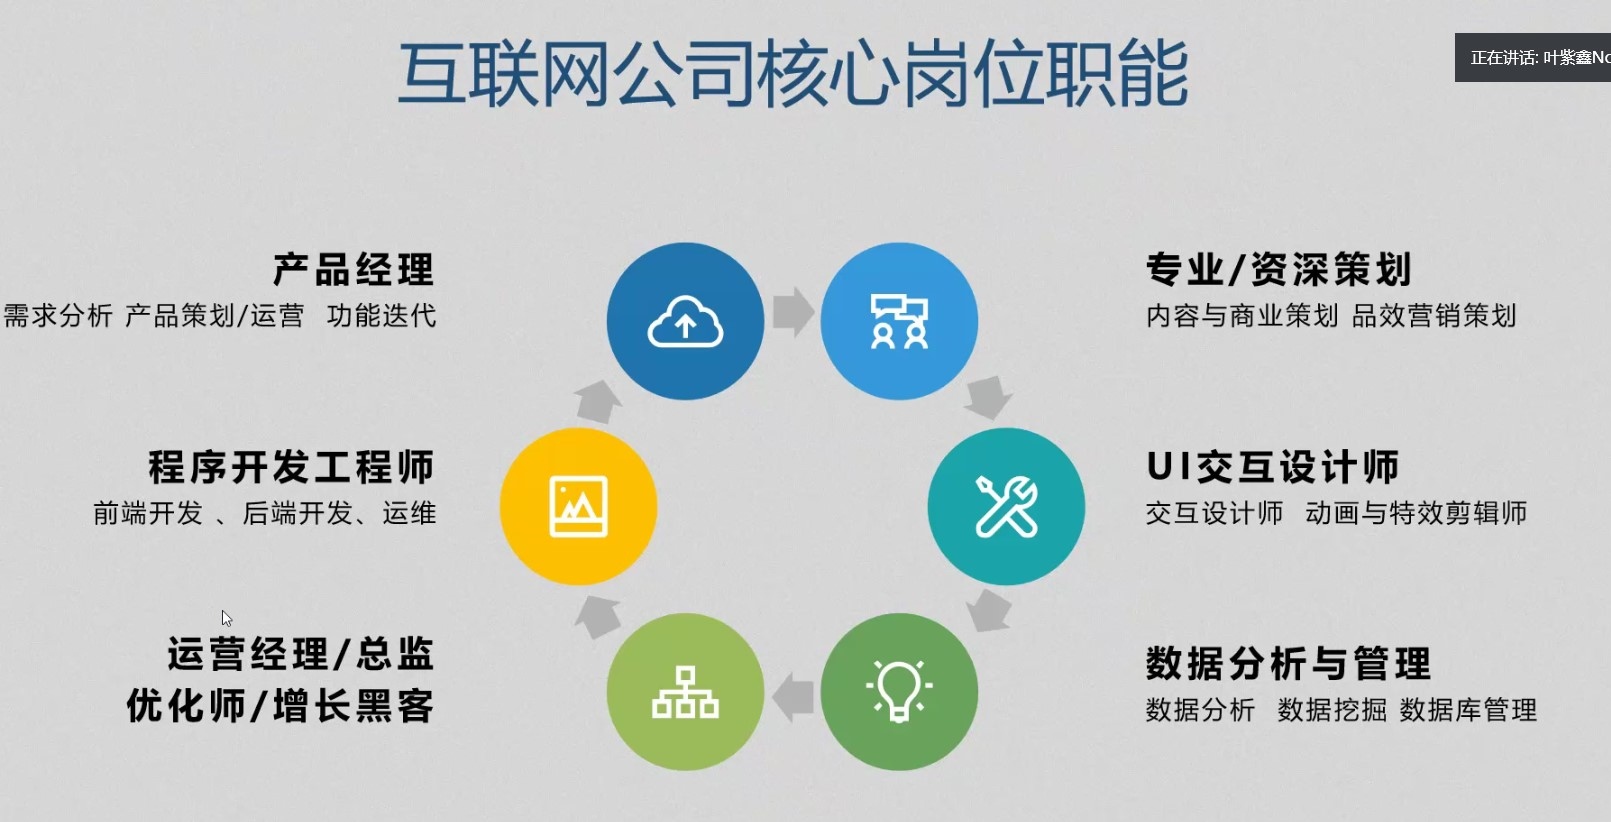 互联网公司核心岗位职能
正在讲话: 叶紫鑫No
产品经理
需求分析 产品策划/运营 功能迭代
专业/资深策划
内容与商业策划 品效营销策划
程序开发工程师
前端开发 、后端开发、运维
UI交互设计师
交互设计师 动画与特效剪辑师
运营经理/总监
优化师/增长黑客
数据分析与管理
数据分析 数据挖掘 数据库管理